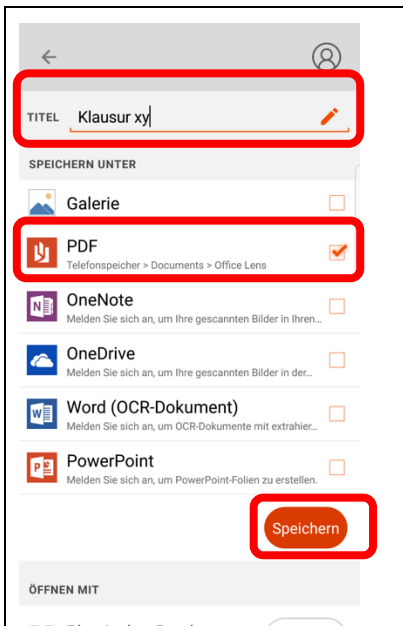 TITEL Klausur xy
SPEICHERN UNTER
Galerie
PDF
Telefonspeicher > Documents > Office Lens
OneNote
Melden Sie sich an, um Ihre gescannten Bilder in Ihren...
OneDrive
Melden Sie sich an, um Ihre gescannten Bilder in der...
Word (OCR-Dokument)
Melden Sie sich an, um OCR-Dokumente mit extrahier...
PowerPoint
Melden Sie sich an, um PowerPoint-Folien zu erstellen.
Speichern
ÖFFNEN MIT